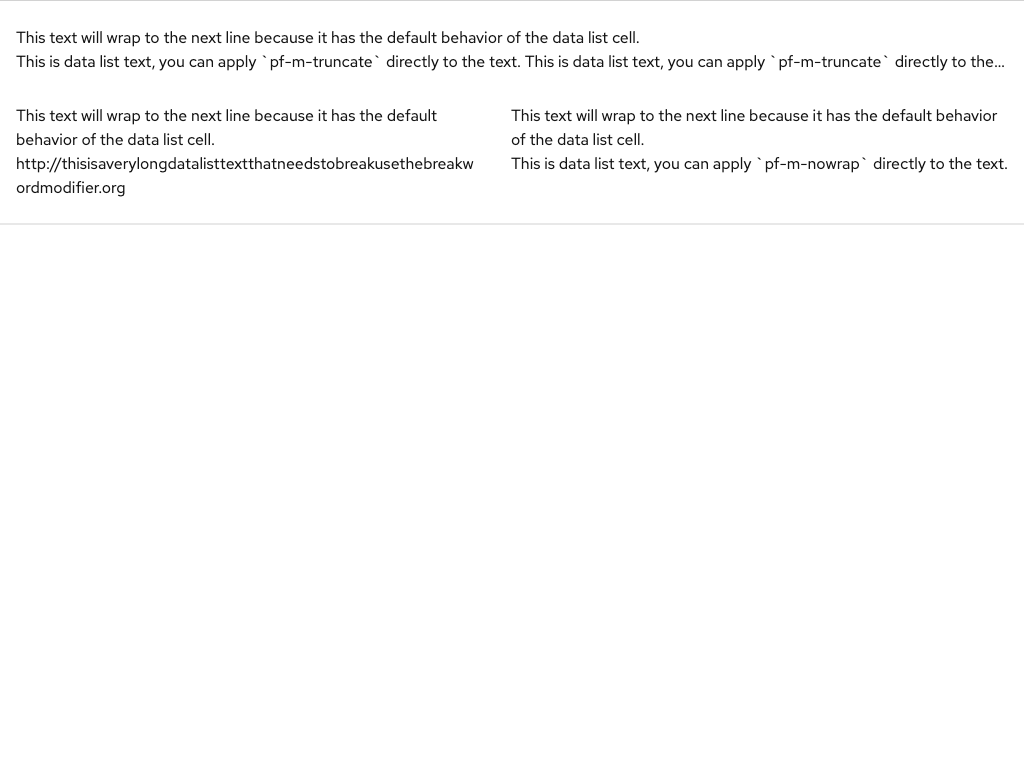 This text will wrap to the next line because it has the default behavior of the data list cell.
This is data list text, you can apply `pf-m-truncate` directly to the text. This is data list text, you can apply `pf-m-truncate` directly to the…
This text will wrap to the next line because it has the default
behavior of the data list cell.
http://thisisaverylongdatalisttextthatneedstobreakusethebreakw
ordmodifier.org
This text will wrap to the next line because it has the default behavior
of the data list cell.
This is data list text, you can apply `pf-m-nowrap` directly to the text.